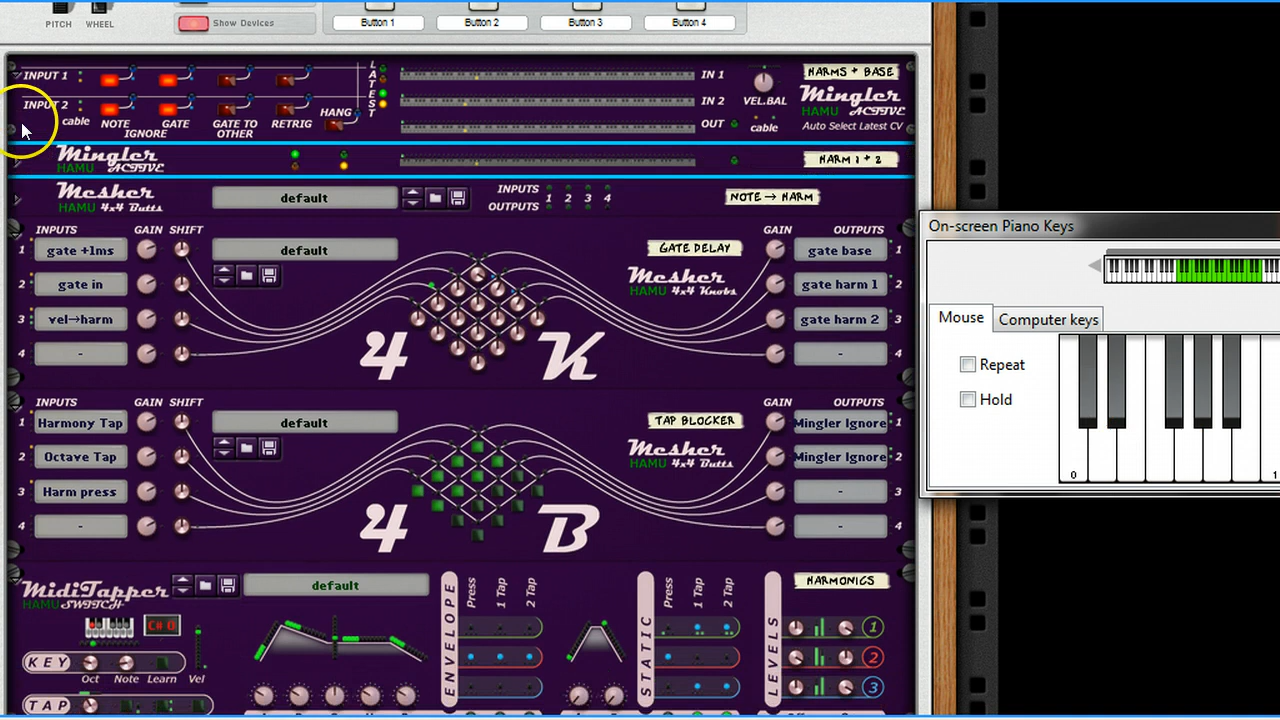 PITCH WHEEL
Show Devices
Button 1 Button 2 Button 3 Button 4
INPUT 1
INPUT 2
cable
NOTE GATE
IGNORE
GATE TO OTHER
RETRIG
HANG
LATEST
IN 1
IN 2
OUT
VEL.BAL
cable
HARMS + BASE
Mingler
HAMU ACTIVE
Auto Select Latest CV
Mingler
HAMU ACTIVE
HARM 1 + 2
Mesher
HAMU 4x4 Butts
default
INPUTS
OUTPUTS
1 2 3 4
NOTE → HARM
INPUTS GAIN SHIFT
1 gate +1ms
2 gate in
3 vel→harm
4 -
default
4 K
GATE DELAY
Mesher
HAMU 4x4 Knobs
GAIN OUTPUTS
gate base 1
gate harm 1 2
gate harm 2 3
- 4
INPUTS GAIN SHIFT
1 Harmony Tap
2 Octave Tap
3 Harm press
4 -
default
4 B
TAP BLOCKER
Mesher
HAMU 4x4 Butts
GAIN OUTPUTS
Mingler Ignore 1
Mingler Ignore 2
- 3
- 4
MidiTapper
HAMU SWITCH
default
C# 0
KEY
Oct Note Learn Vel
TAP
ENVELOPE
Press 1 Tap 2 Tap
STATIC
Press 1 Tap 2 Tap
LEVELS
HARMONICS
1
2
3
On-screen Piano Keys
Mouse Computer keys
Repeat
Hold
0 1